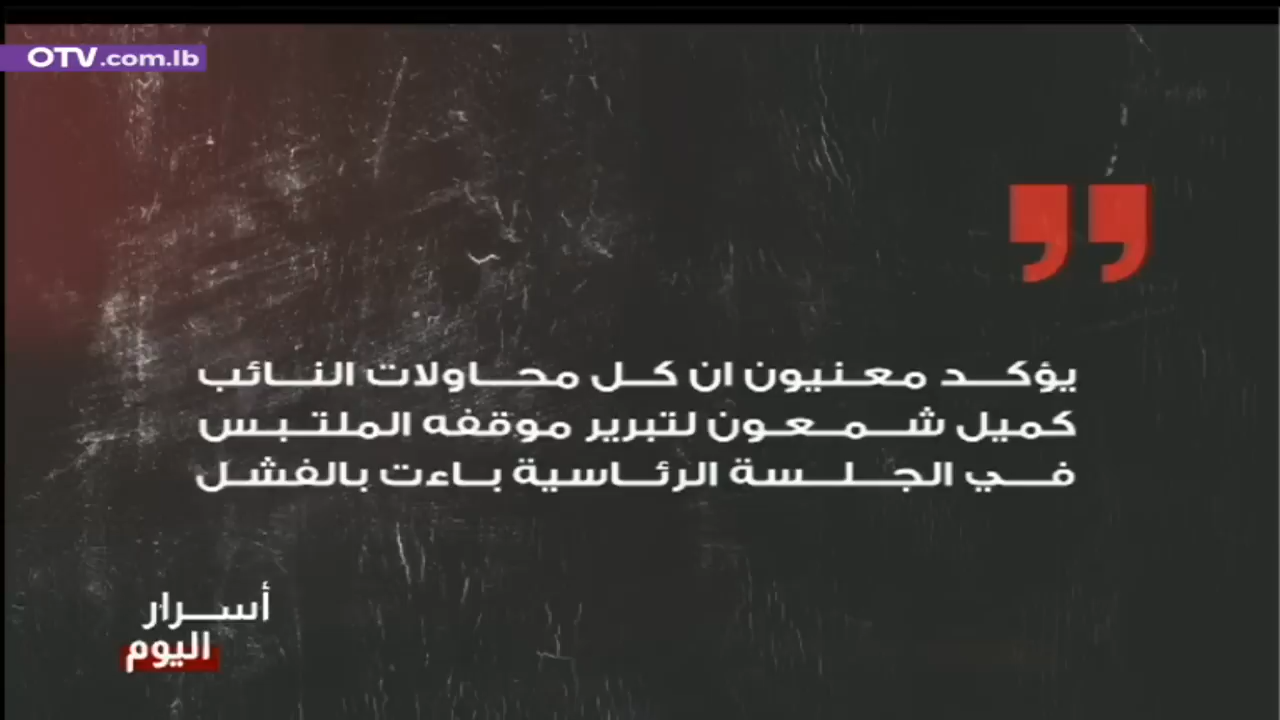 OTV.com.lb
يؤكد معنيون ان كل محاولات النائب
كميل شمعون لتبرير موقفه الملتبس
في الجلسة الرئاسية باءت بالفشل
أسرار
اليوم